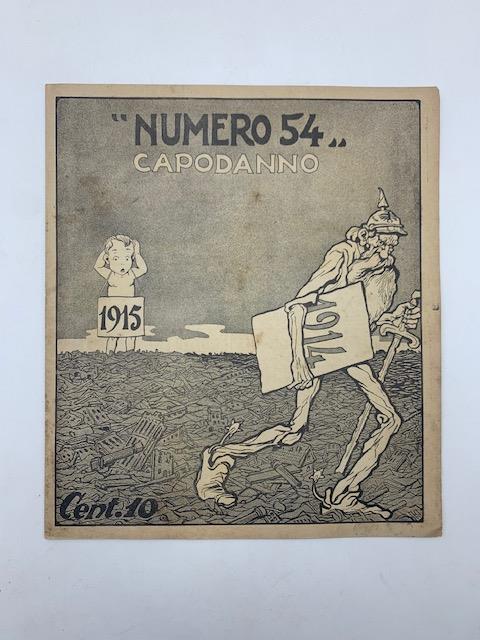 “NUMERO 54„
CAPODANNO
1915
1914
Cent. 10